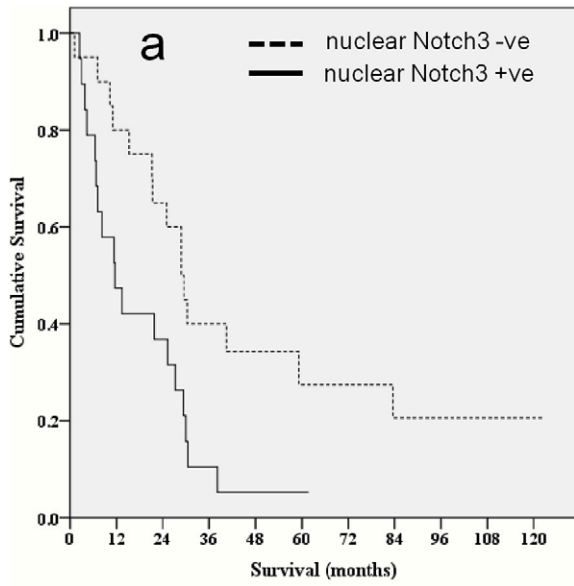 a
nuclear Notch3 -ve
nuclear Notch3 +ve
Cumulative Survival
1.0
0.8
0.6
0.4
0.2
0.0
0 12 24 36 48 60 72 84 96 108 120
Survival (months)